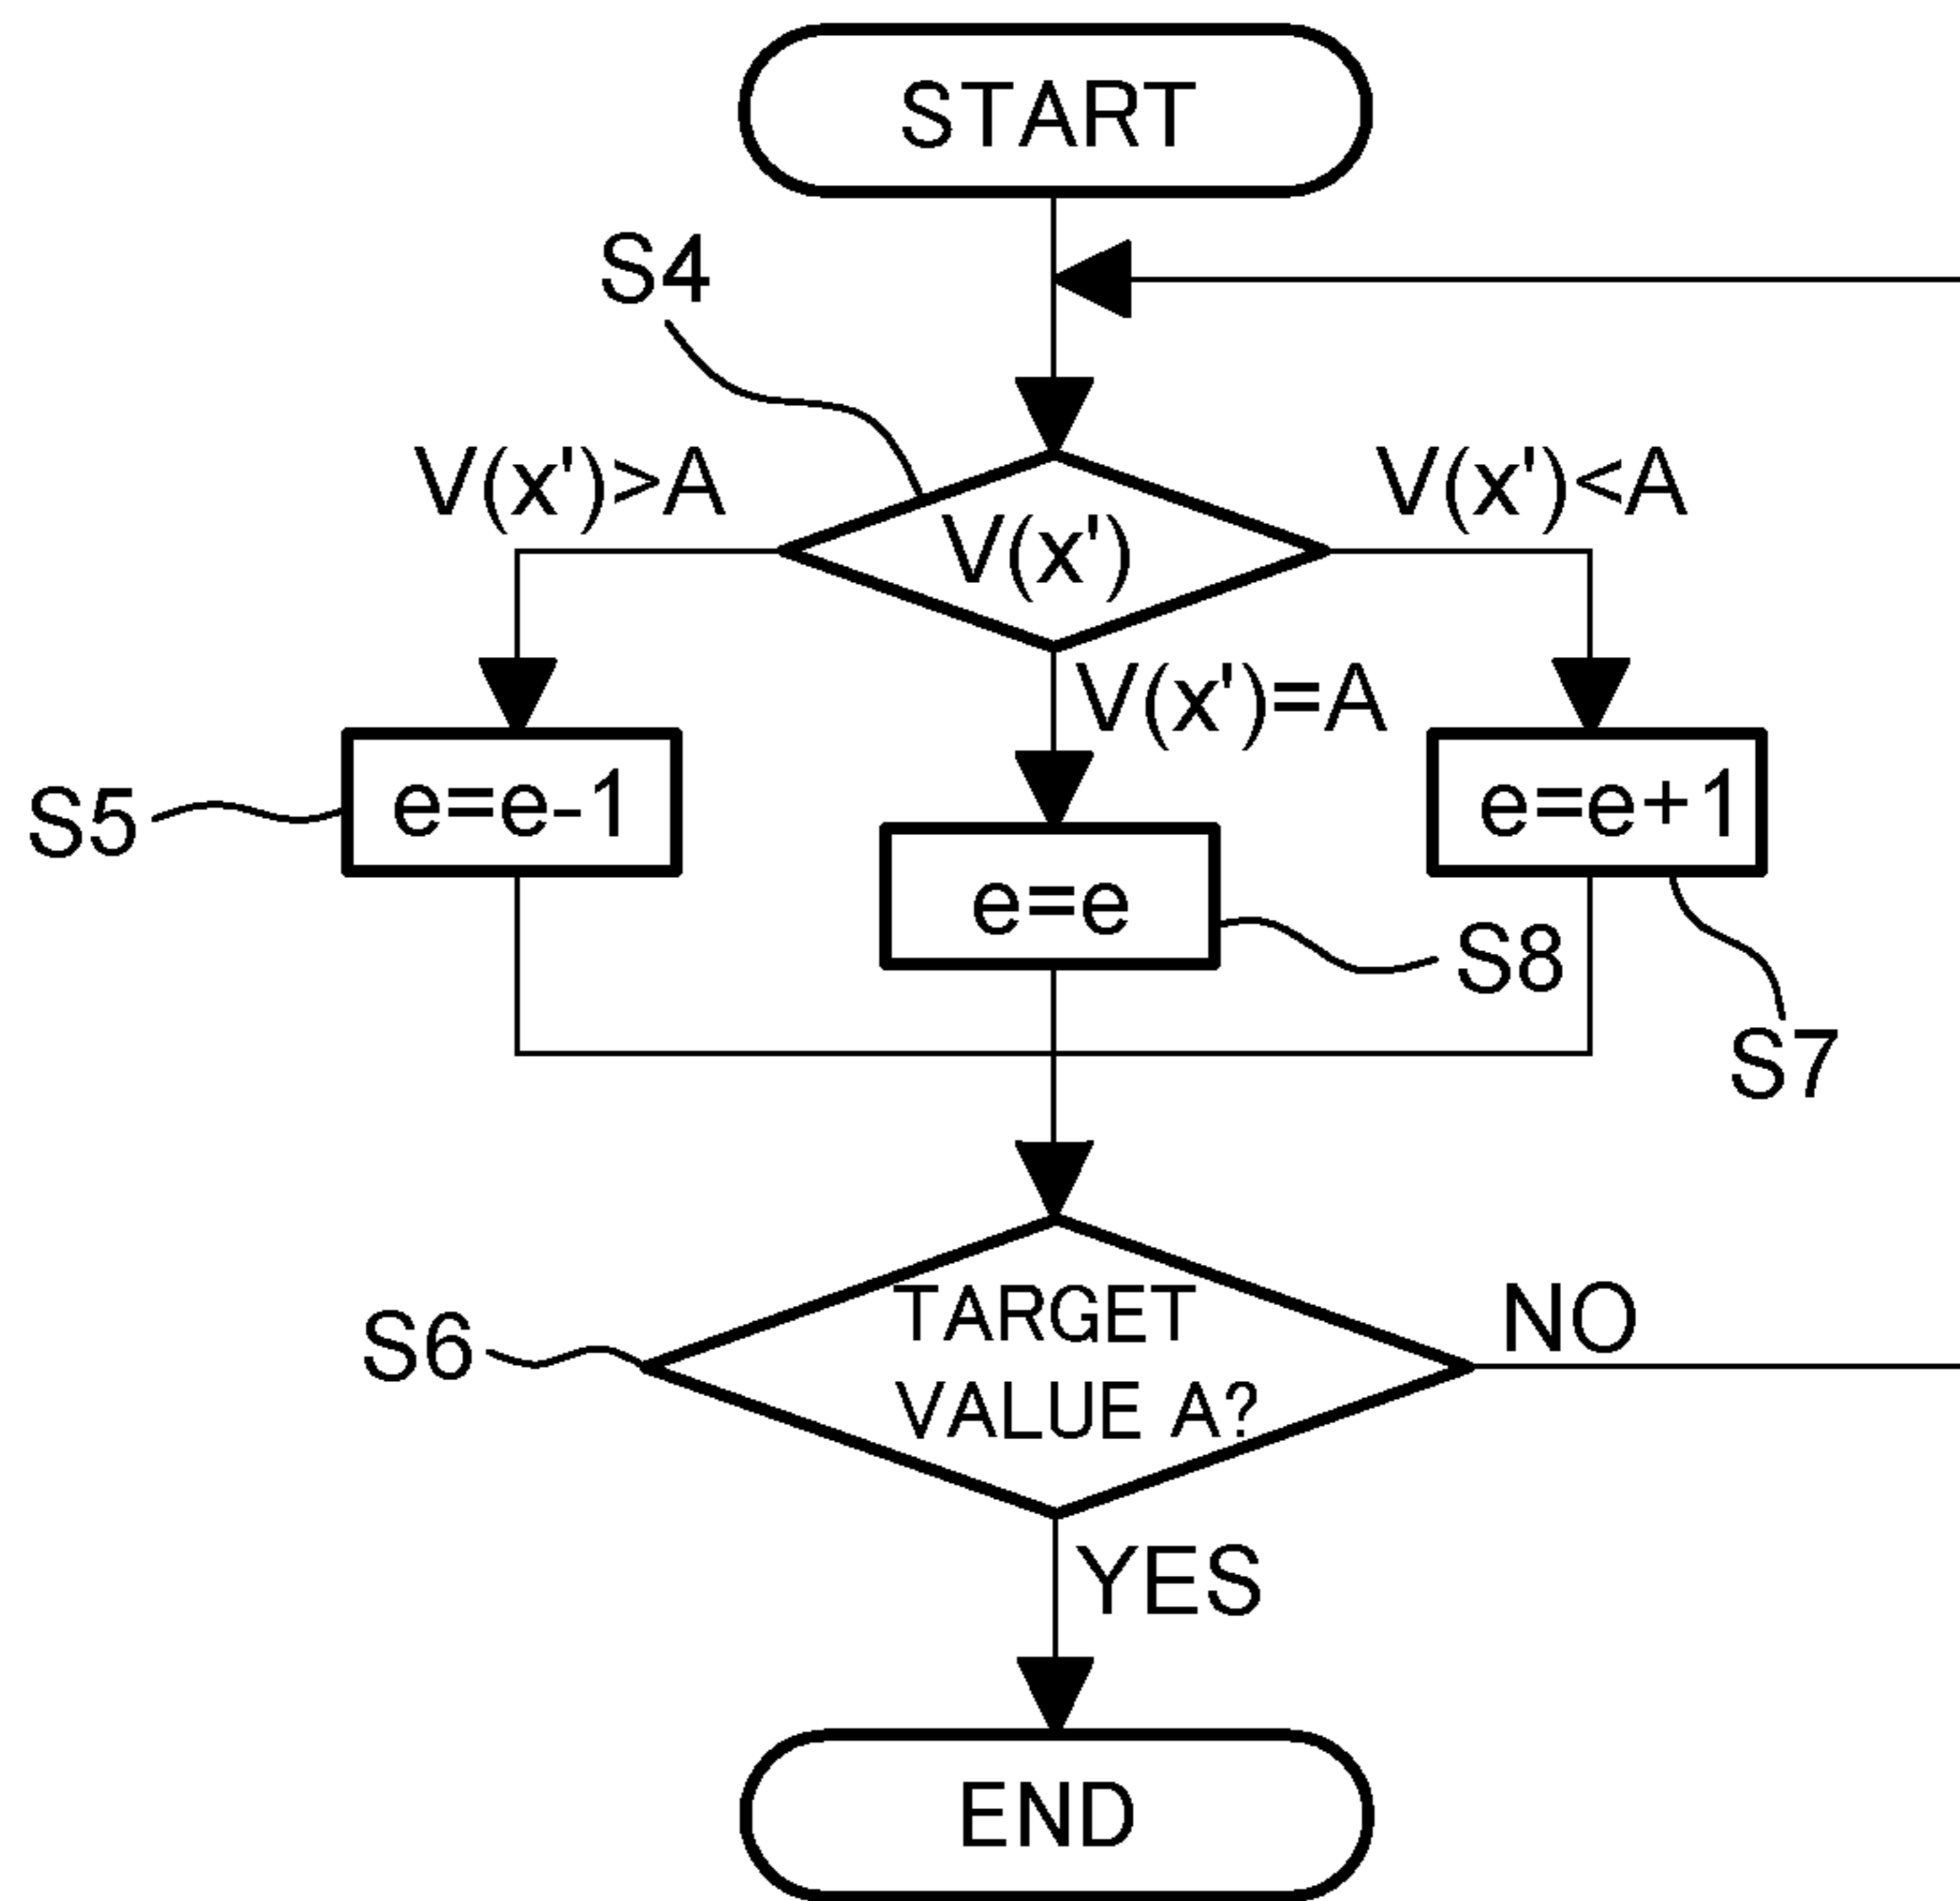 START
S4
V(x')>A
V(x')<A
V(x')
V(x')=A
S5
e=e-1
e=e+1
e=e
S8
S7
TARGET
VALUE A?
S6
NO
YES
END